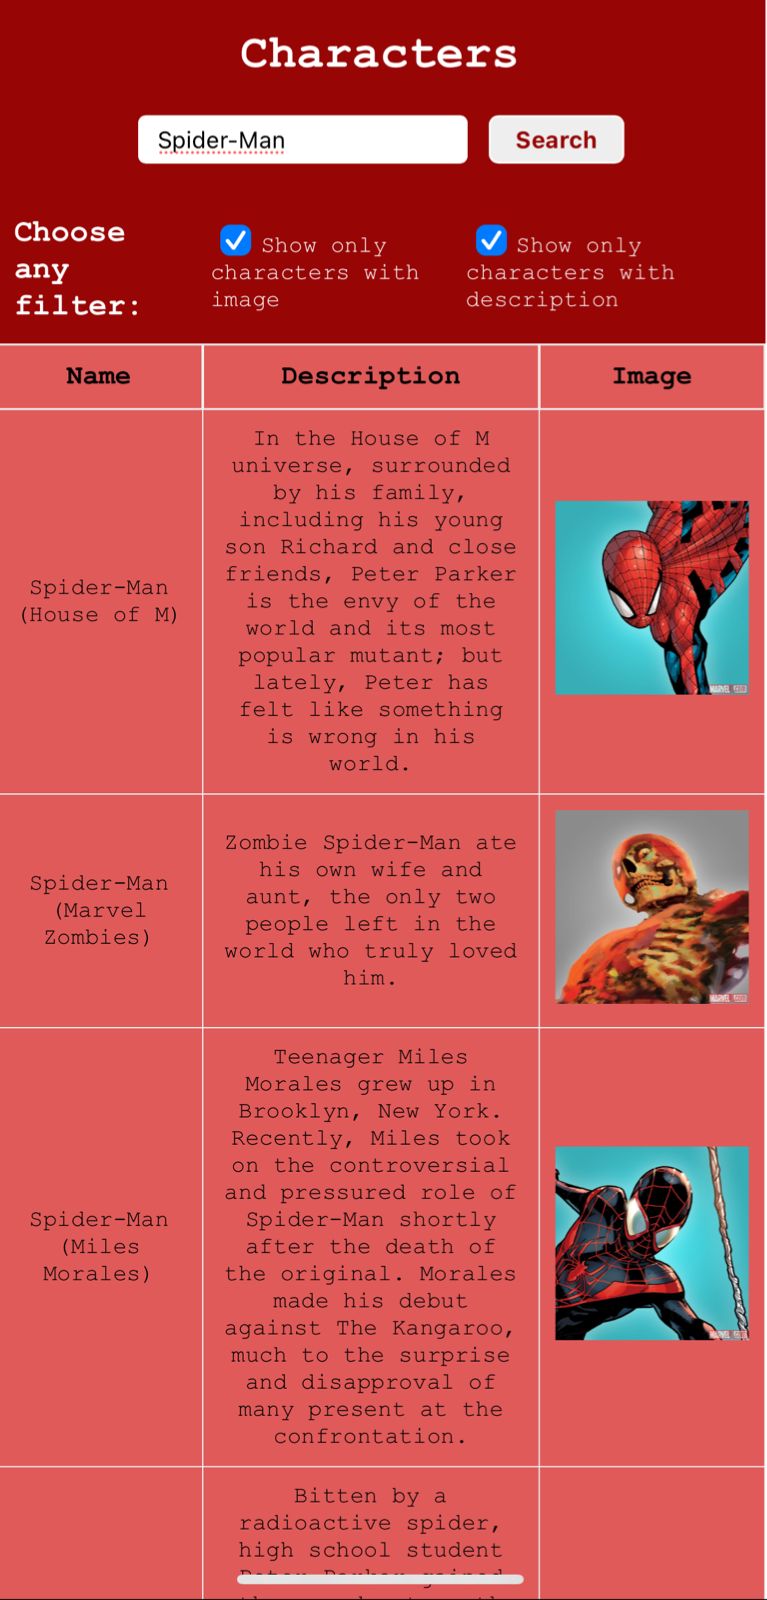 Characters
Spider-Man
Search
Choose
any
filter:
Show only
characters with
image
Show only
characters with
description
Name
Description
Image
Spider-Man
(House of M)
In the House of M
universe, surrounded
by his family,
including his young
son Richard and close
friends, Peter Parker
is the envy of the
world and its most
popular mutant; but
lately, Peter has
felt like something
is wrong in his
world.
MARVEL
Spider-Man
(Marvel
Zombies)
Zombie Spider-Man ate
his own wife and
aunt, the only two
people left in the
world who truly loved
him.
MARVEL
Spider-Man
(Miles
Morales)
Teenager Miles
Morales grew up in
Brooklyn, New York.
Recently, Miles took
on the controversial
and pressured role of
Spider-Man shortly
after the death of
the original. Morales
made his debut
against The Kangaroo,
much to the surprise
and disapproval of
many present at the
confrontation.
MARVEL
Bitten by a
radioactive spider,
high school student
Peter Parker gained